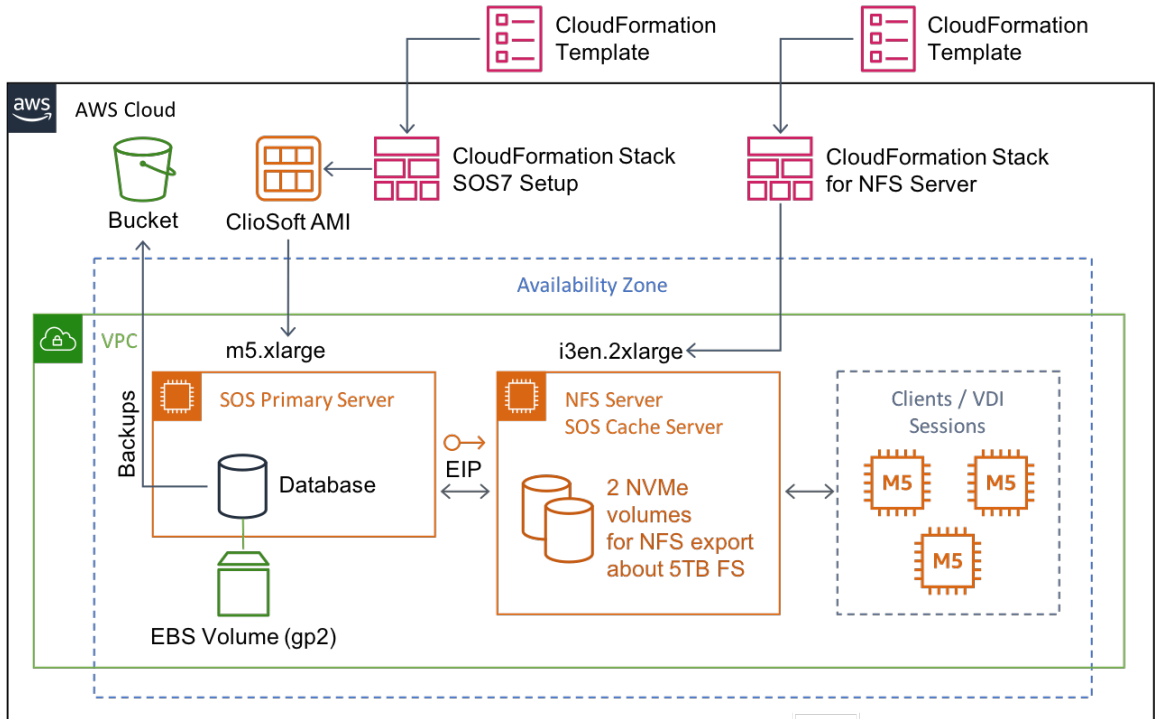 CloudFormation
Template
CloudFormation
Template
aws
AWS Cloud
CloudFormation Stack
SOS7 Setup
CloudFormation Stack
for NFS Server
Bucket
ClioSoft AMI
Availability Zone
VPC
m5.xlarge
i3en.2xlarge
Backups
SOS Primary Server
Database
EBS Volume (gp2)
EIP
NFS Server
SOS Cache Server
2 NVMe
volumes
for NFS export
about 5TB FS
Clients / VDI
Sessions
M5
M5
M5